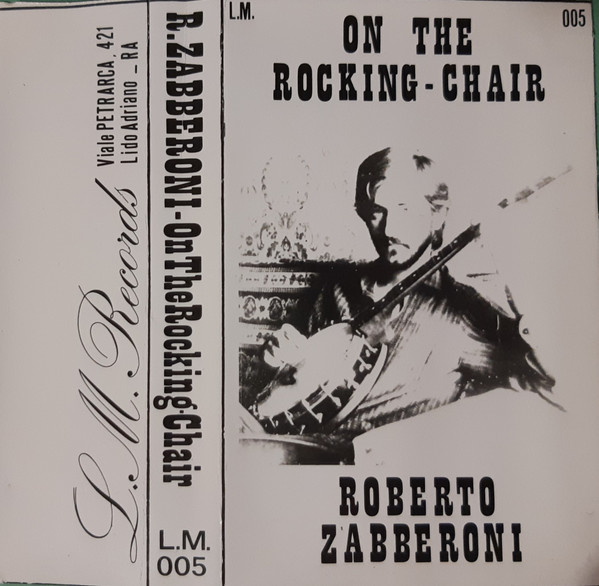 L.M. Records
Viale PETRARCA, 421
Lido Adriano _ RA
R.ZABBERONI-OnTheRockingChair
L.M.
005
L.M.
005
ON THE
ROCKING-CHAIR
ROBERTO
ZABBERONI